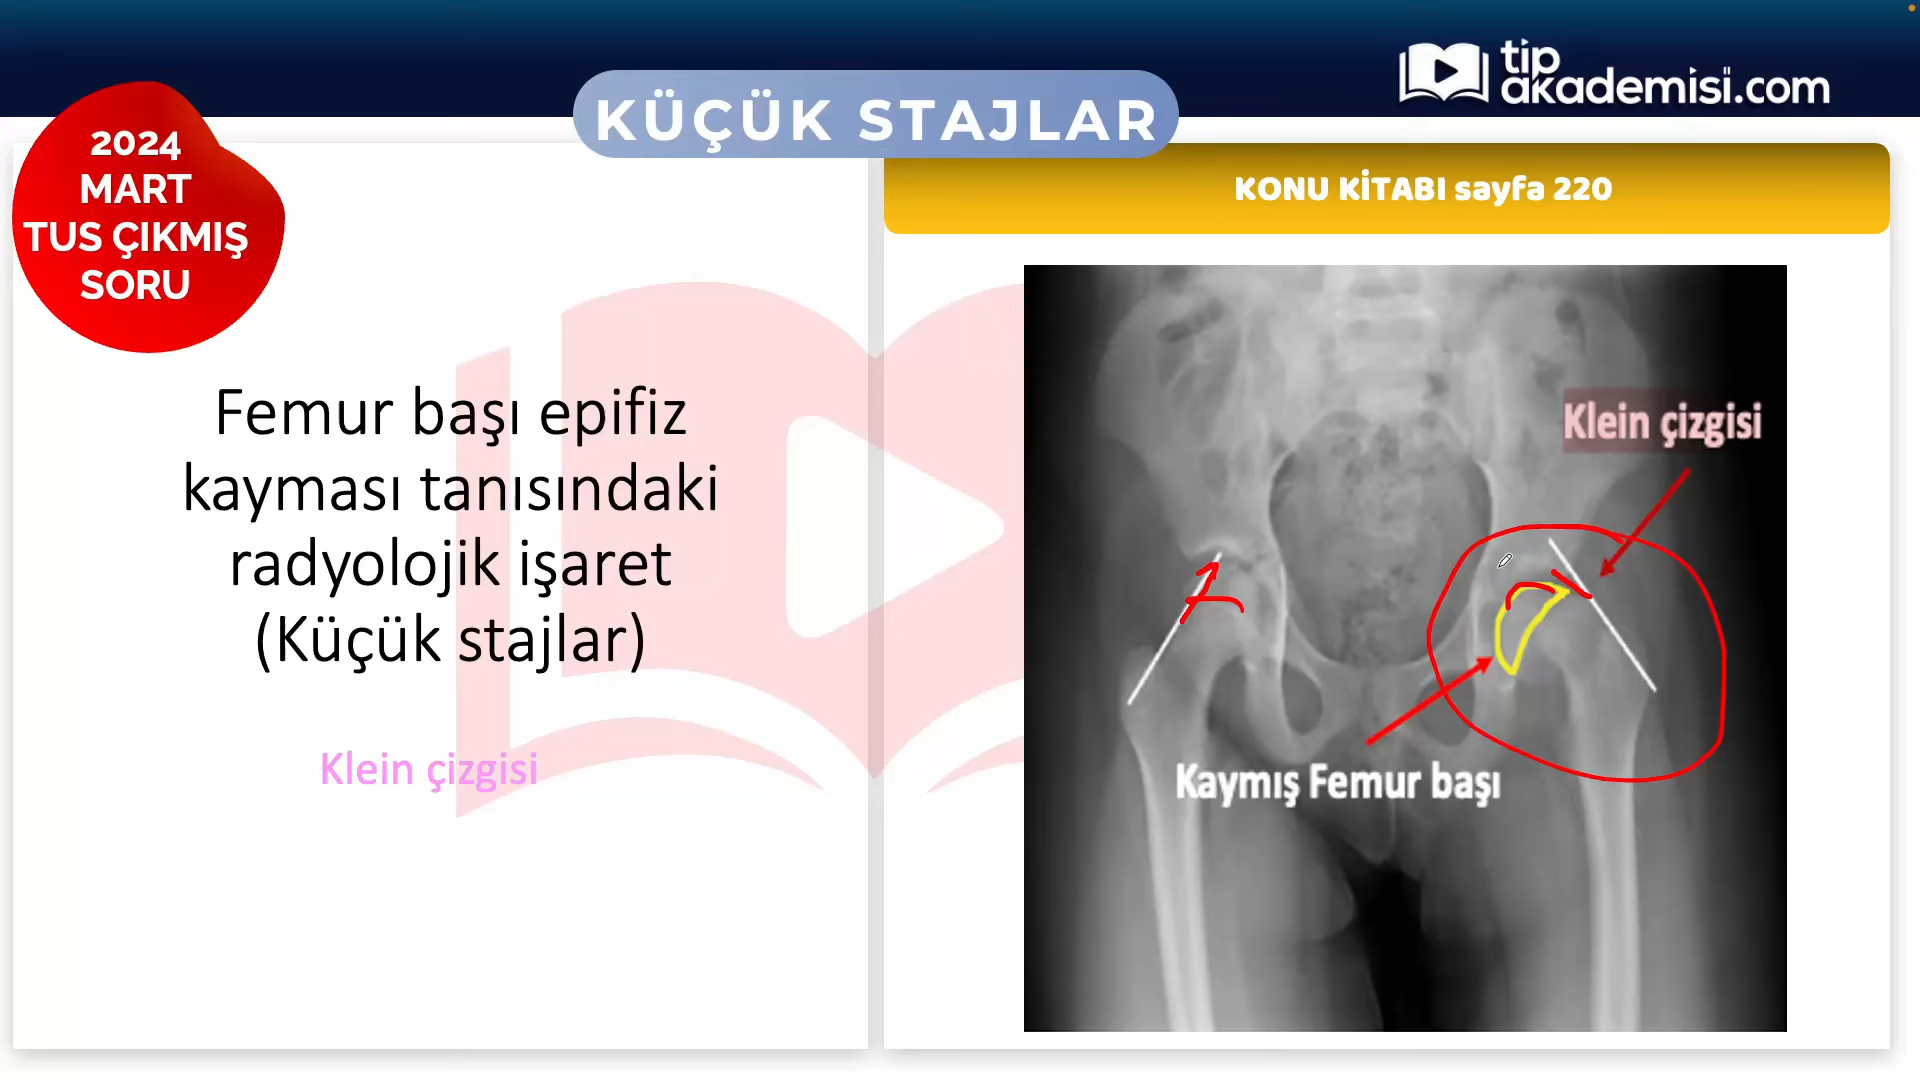 tıp
akademisi.com
KÜÇÜK STAJLAR
2024
MART
TUS ÇIKMIŞ
SORU
KONU KİTABI sayfa 220
Femur başı epifiz
kayması tanısındaki
radyolojik işaret
(Küçük stajlar)
Klein çizgisi
Klein çizgisi
Kaymış Femur başı